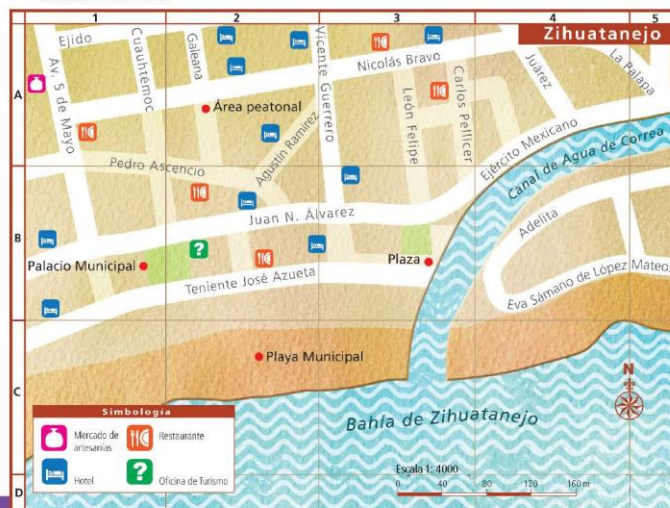 1
2
3
4
5
Zihuatanejo
A
B
C
D
Ejido
Av. 5 de Mayo
Cuauhtémoc
Galeana
Vicente Guerrero
Nicolás Bravo
Juárez
La Palapa
Área peatonal
Agustín Ramírez
León Felipe
Carlos Pellicer
Ejército Mexicano
Canal de Agua de Correa
Pedro Ascencio
Juan N. Álvarez
Adelita
Palacio Municipal
?
Plaza
Teniente José Azueta
Eva Sámano de López Mateo
Playa Municipal
Bahía de Zihuatanejo
N
Simbología
Mercado de
artesanías
Restaurante
Hotel
?
Oficina de Turismo
Escala 1: 4000
0 40 80 120 160 m